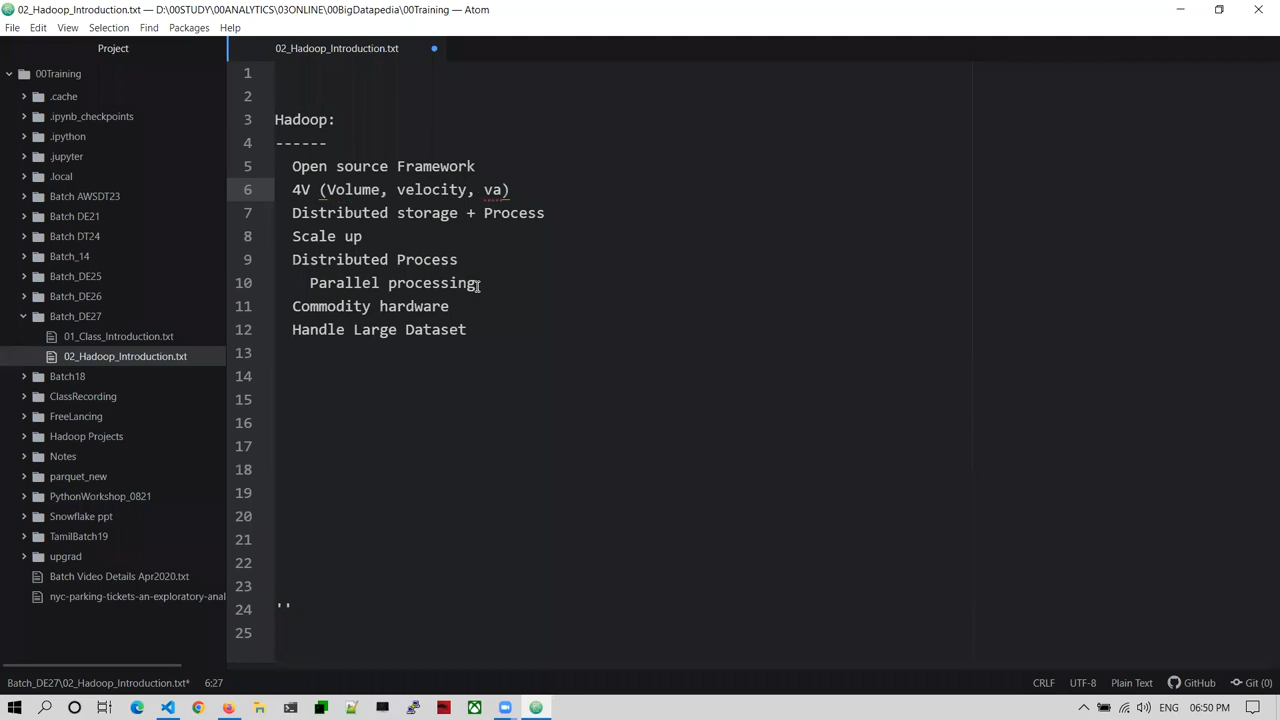 02_Hadoop_Introduction.txt — D:\00STUDY\00ANALYTICS\03ONLINE\00BigDatapedia\00Training — Atom
File Edit View Selection Find Packages Help
Project
00Training
.cache
.ipynb_checkpoints
.ipython
.jupyter
.local
Batch AWSDT23
Batch DE21
Batch DT24
Batch_14
Batch_DE25
Batch_DE26
Batch_DE27
01_Class_Introduction.txt
02_Hadoop_Introduction.txt
Batch18
ClassRecording
FreeLancing
Hadoop Projects
Notes
parquet_new
PythonWorkshop_0821
Snowflake ppt
TamilBatch19
upgrad
Batch Video Details Apr2020.txt
nyc-parking-tickets-an-exploratory-anal
02_Hadoop_Introduction.txt
1
2
3 Hadoop:
4 ------
5 Open source Framework
6 4V (Volume, velocity, va)
7 Distributed storage + Process
8 Scale up
9 Distributed Process
10 Parallel processing
11 Commodity hardware
12 Handle Large Dataset
13
14
15
16
17
18
19
20
21
22
23
24 ''
25
Batch_DE27\02_Hadoop_Introduction.txt* 6:27 CRLF UTF-8 Plain Text GitHub Git (0)
ENG 06:50 PM